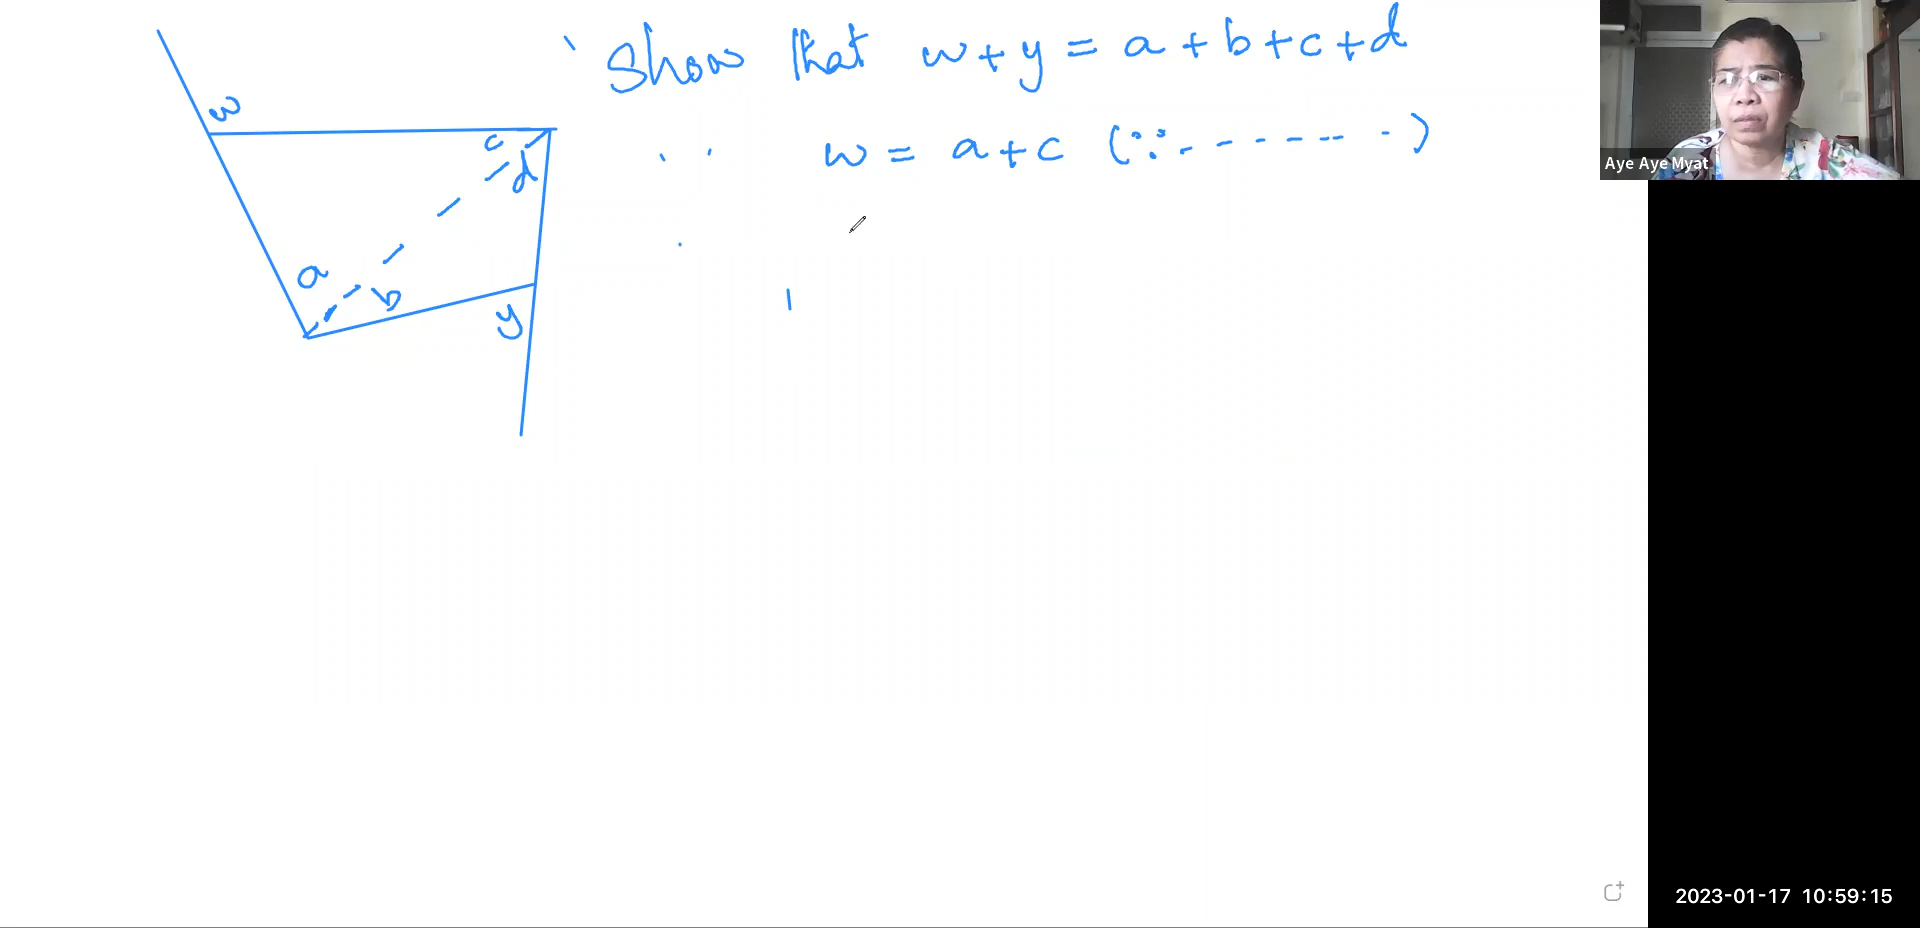 Show that w + y = a + b + c + d
w
c
w = a + c (∵ - - - - - - - -)
d
Aye Aye Myat
a
b
y
2023-01-17 10:59:15